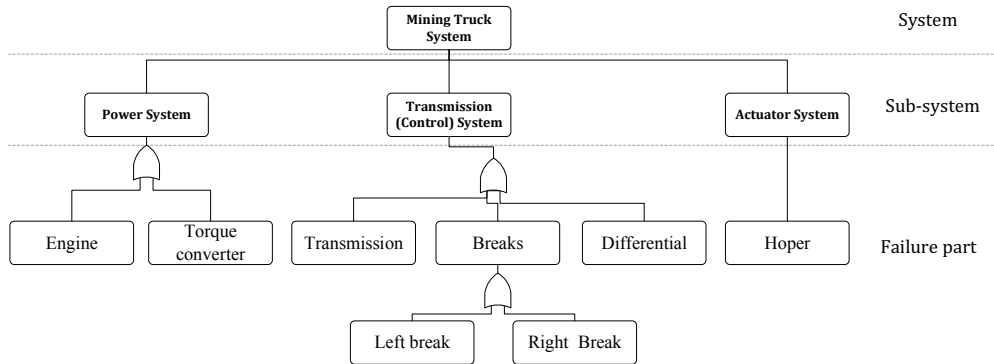 Mining Truck
System
System
Power System
Transmission
(Control) System
Actuator System
Sub-system
Engine
Torque
converter
Transmission
Breaks
Differential
Hoper
Failure part
Left break
Right Break